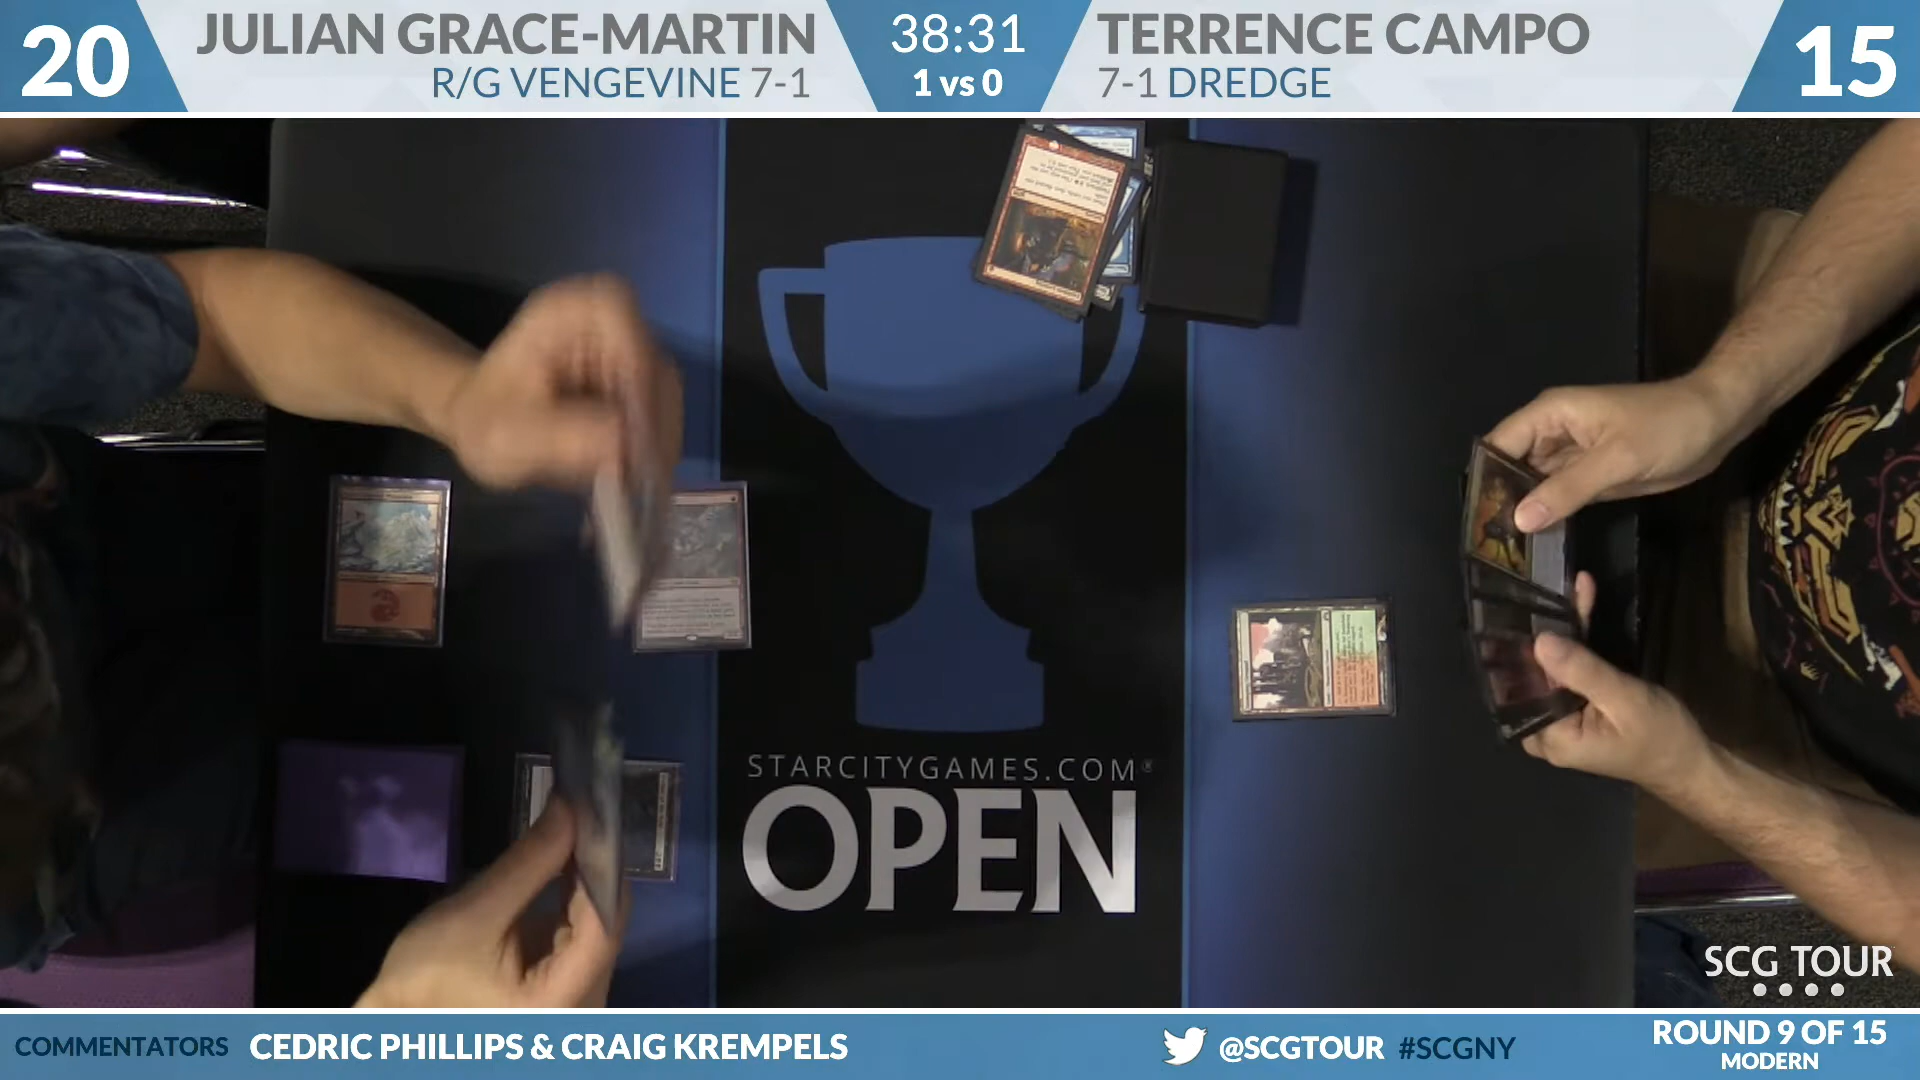 20
JULIAN GRACE-MARTIN
R/G VENGEVINE 7-1
38:31
1 vs 0
TERRENCE CAMPO
7-1 DREDGE
15
STARCITYGAMES.COM®
OPEN
SCG TOUR
COMMENTATORS CEDRIC PHILLIPS & CRAIG KREMPELS
@SCGTOUR #SCGNY
ROUND 9 OF 15
MODERN